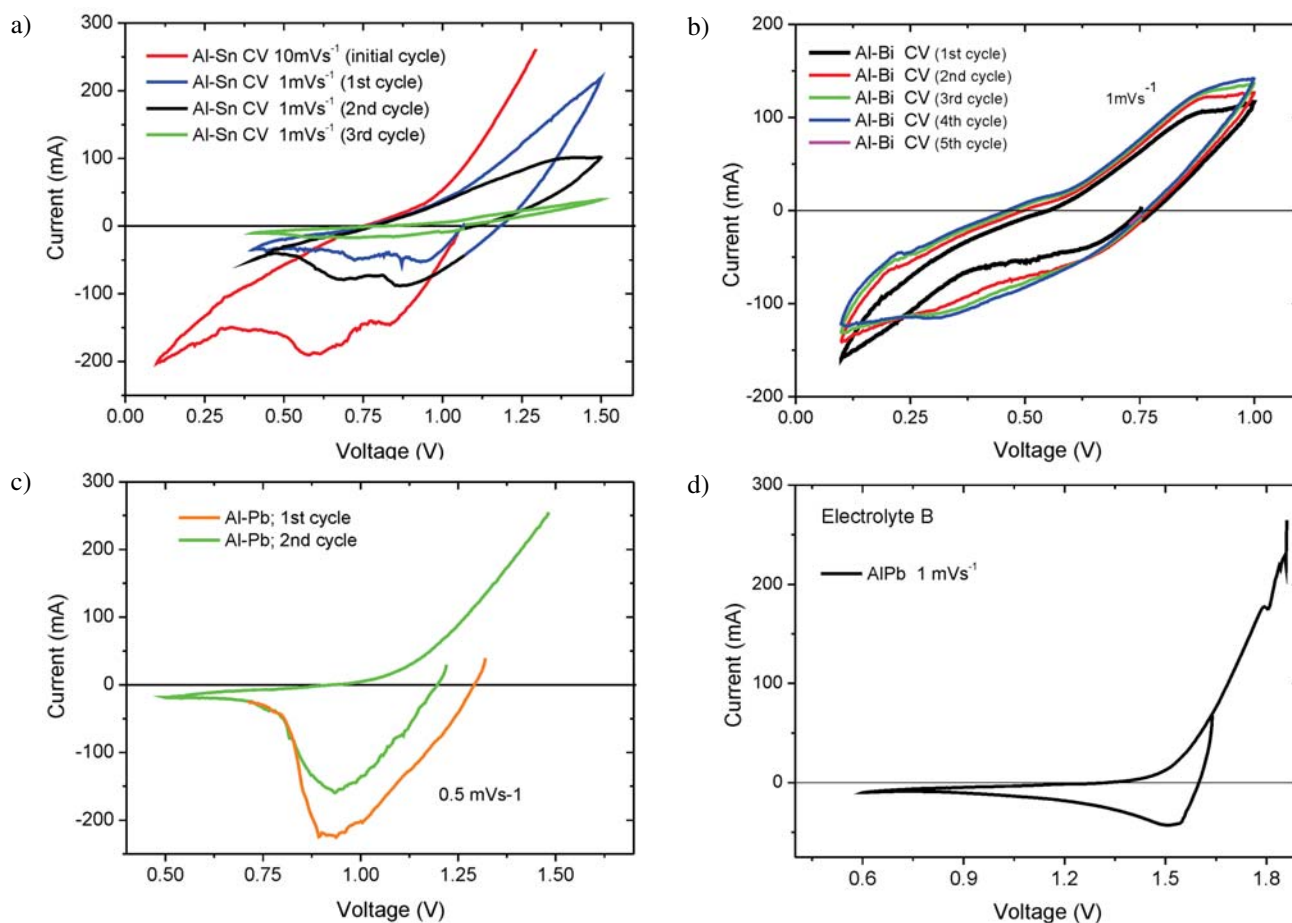 a)
300
200
100
0
-100
-200
Current (mA)
Al-Sn CV 10mVs⁻¹ (initial cycle)
Al-Sn CV 1mVs⁻¹ (1st cycle)
Al-Sn CV 1mVs⁻¹ (2nd cycle)
Al-Sn CV 1mVs⁻¹ (3rd cycle)
0.00 0.25 0.50 0.75 1.00 1.25 1.50
Voltage (V)
b)
200
100
0
-100
-200
Current (mA)
Al-Bi CV (1st cycle)
Al-Bi CV (2nd cycle)
Al-Bi CV (3rd cycle)
Al-Bi CV (4th cycle)
Al-Bi CV (5th cycle)
1mVs⁻¹
0.00 0.25 0.50 0.75 1.00
Voltage (V)
c)
300
200
100
0
-100
-200
Current (mA)
Al-Pb; 1st cycle
Al-Pb; 2nd cycle
0.5 mVs-1
0.50 0.75 1.00 1.25 1.50
Voltage (V)
d)
300
200
100
0
Current (mA)
Electrolyte B
AlPb 1 mVs⁻¹
0.6 0.9 1.2 1.5 1.8
Voltage (V)